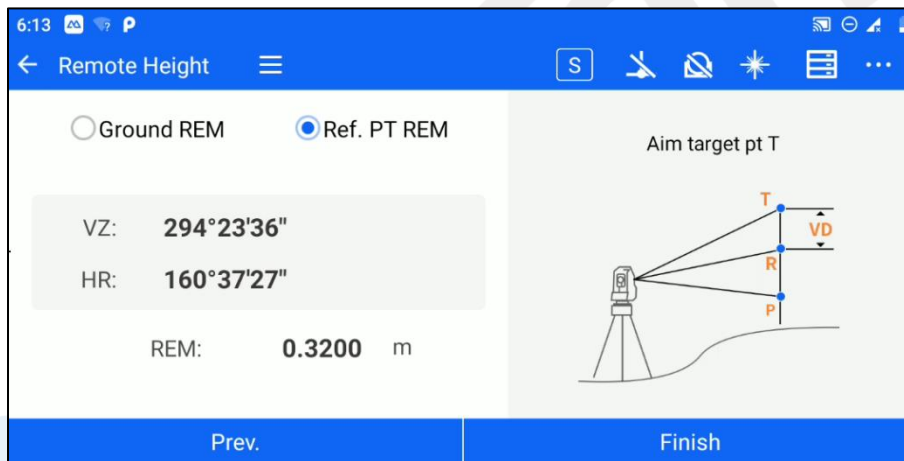 6:13
Remote Height
S
Ground REM
Ref. PT REM
VZ: 294°23'36"
HR: 160°37'27"
REM: 0.3200 m
Aim target pt T
T
VD
R
P
Prev.
Finish